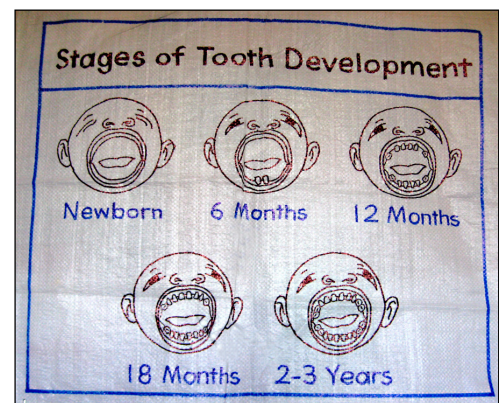 Stages of Tooth Development
Newborn 6 Months 12 Months
18 Months 2-3 Years